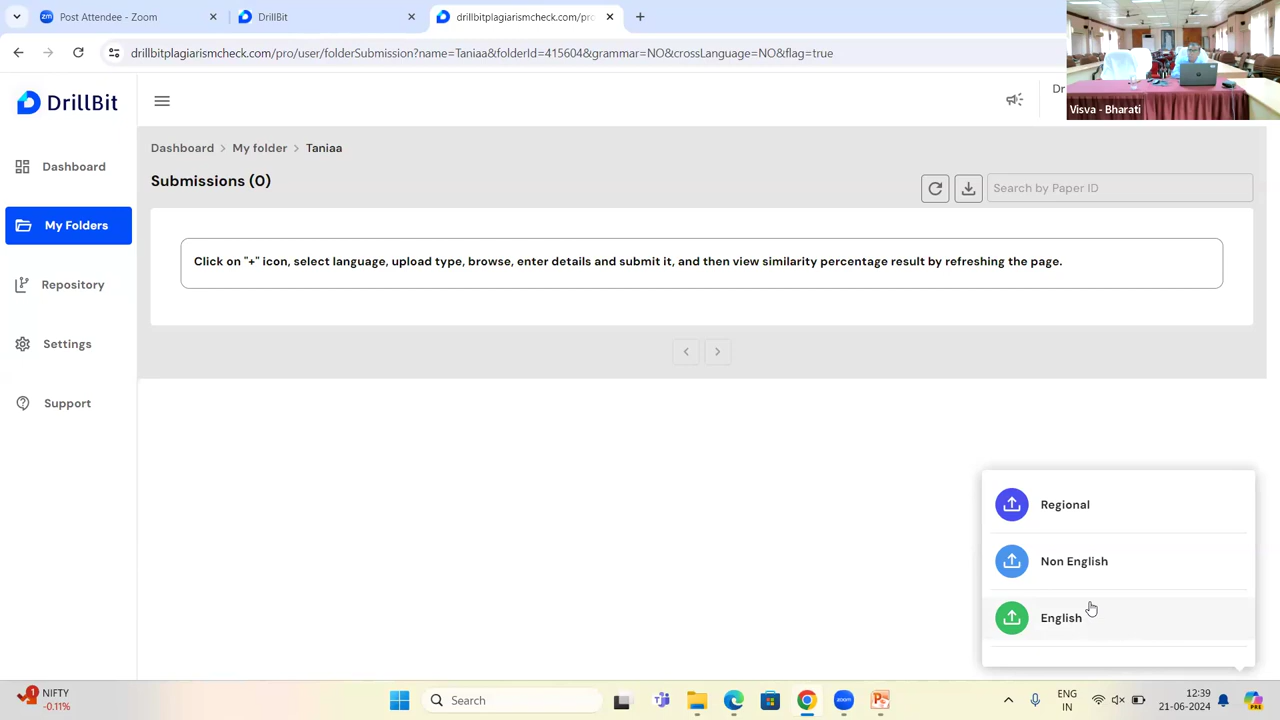 Post Attendee - Zoom
DrillBit
drillbitplagiarismcheck.com/pro
drillbitplagiarismcheck.com/pro/user/folderSubmission?name=Taniaa&folderId=415604&grammar=NO&crossLanguage=NO&flag=true
DrillBit
Dr
Visva - Bharati
Dashboard
My Folders
Repository
Settings
Support
Dashboard > My folder > Taniaa
Submissions (0)
Search by Paper ID
Click on "+" icon, select language, upload type, browse, enter details and submit it, and then view similarity percentage result by refreshing the page.
Regional
Non English
English
1
NIFTY
-0.11%
Search
ENG
IN
12:39
21-06-2024